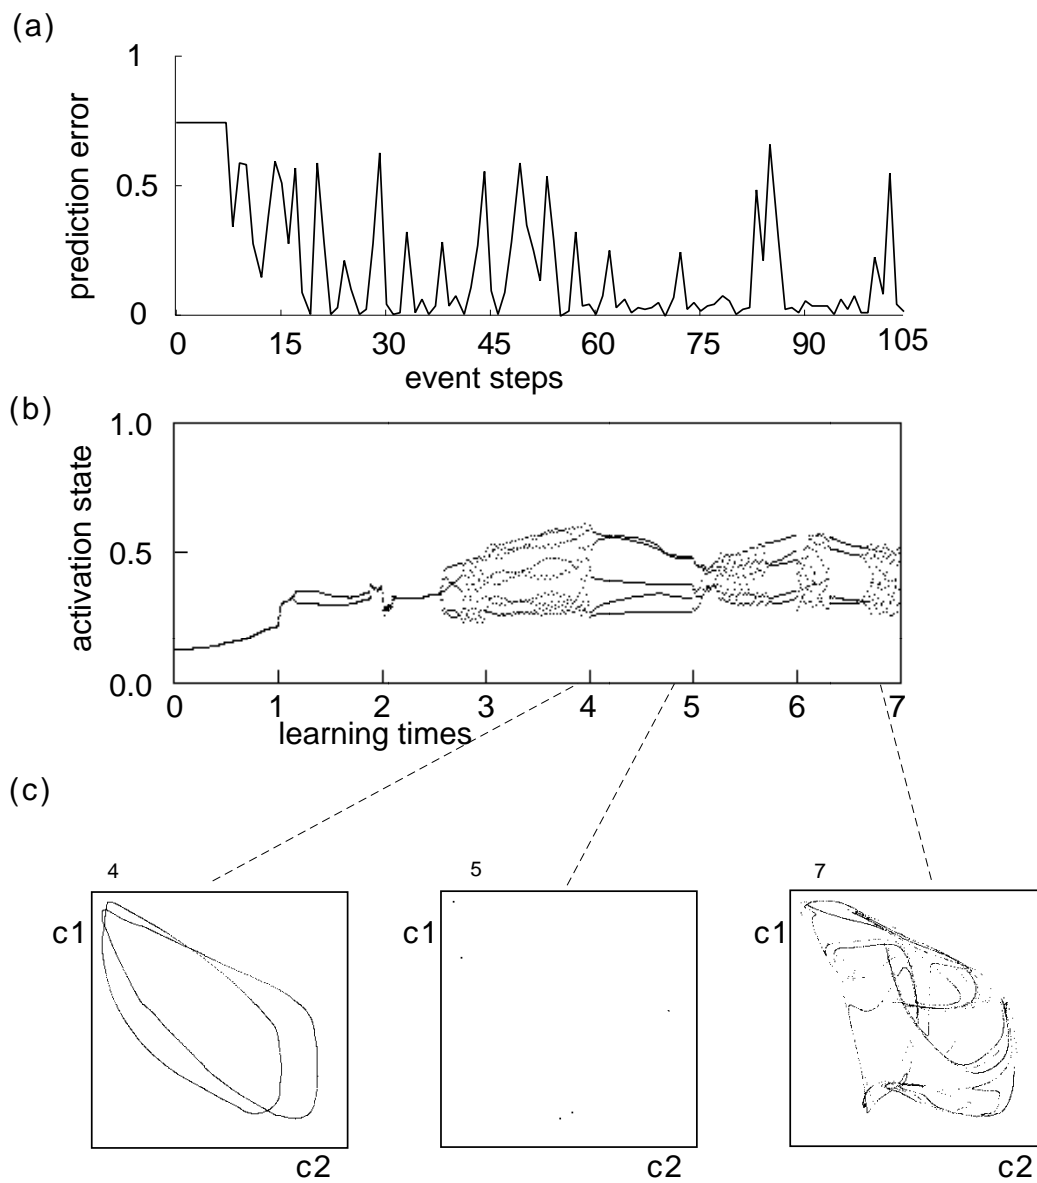 (a)
1
0.5
0
prediction error
0 15 30 45 60 75 90 105
event steps
(b)
1.0
0.5
0.0
activation state
0 1 2 3 4 5 6 7
learning times
(c)
4 5 7
c1 c1 c1
c2 c2 c2